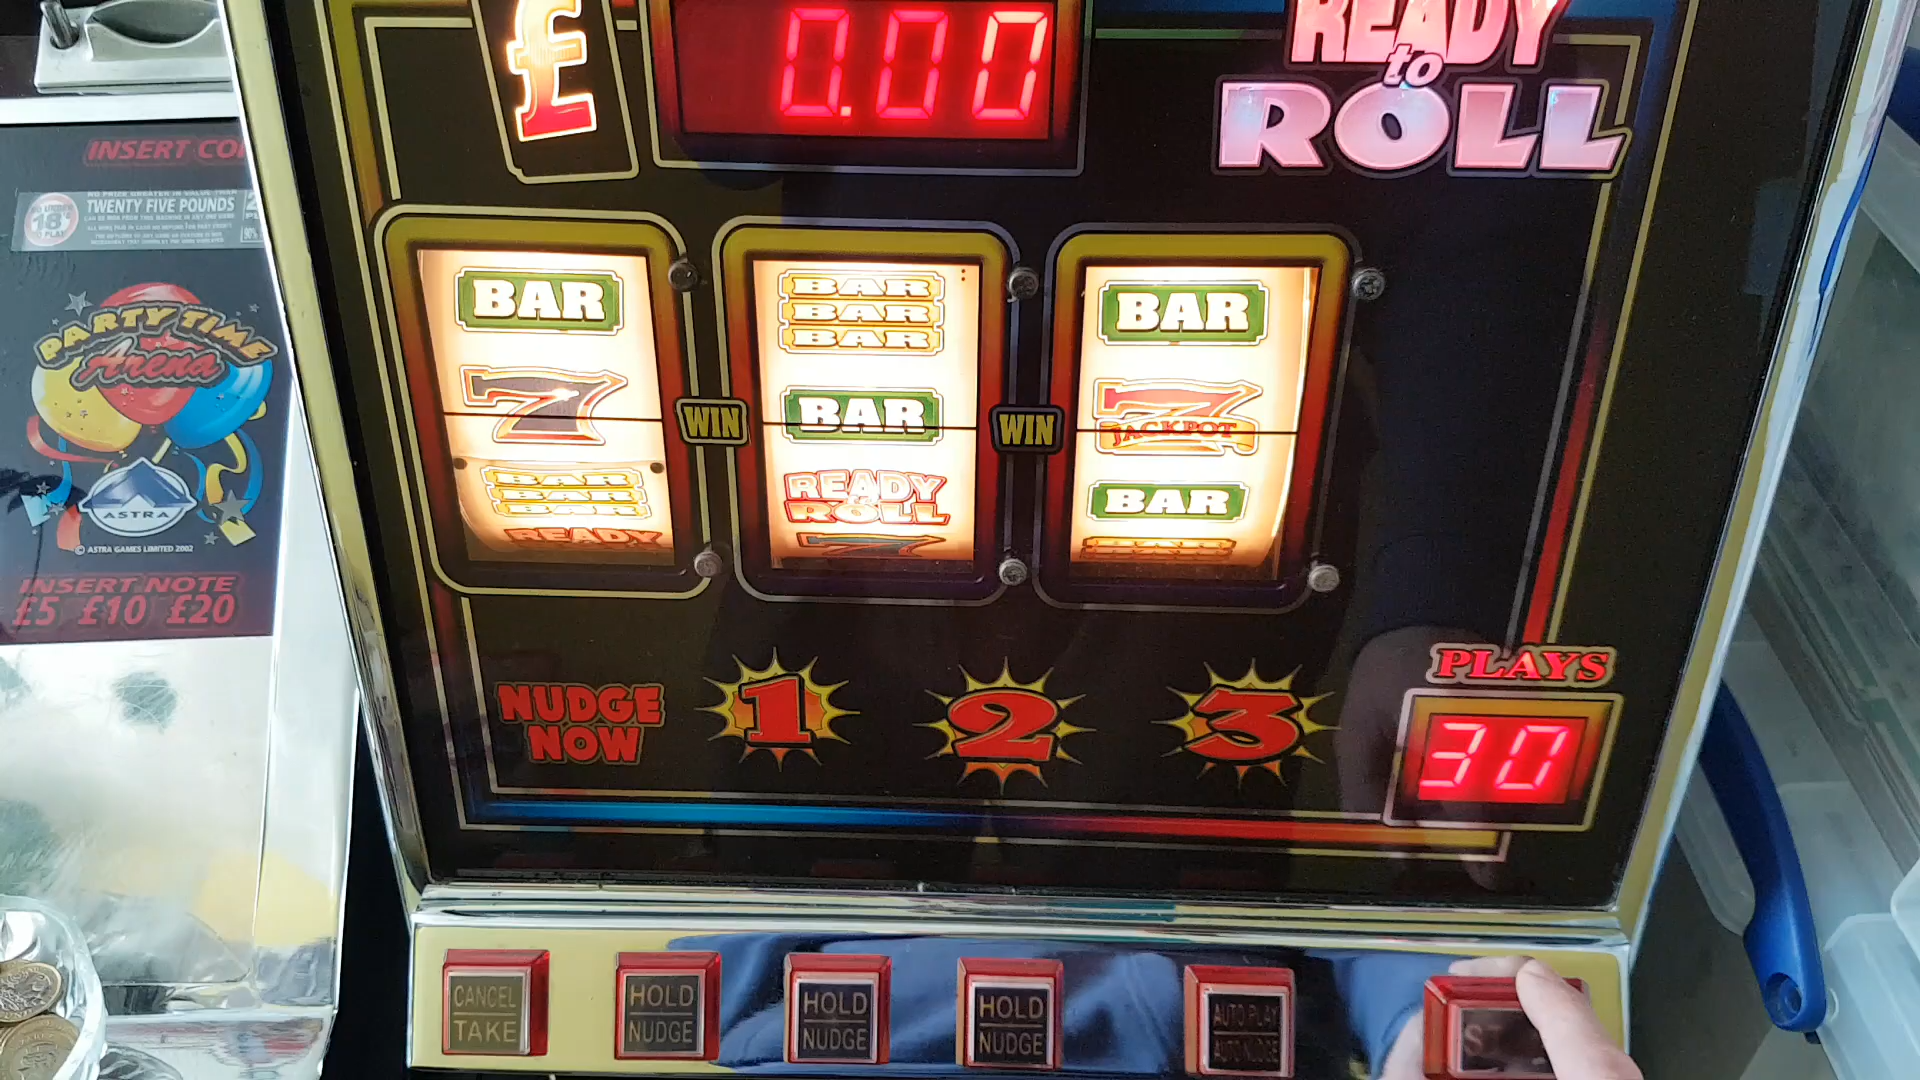 £
0.00
READY
to
ROLL
INSERT
TWENTY FIVE POUNDS
18
PARTY TIME
Arena
ASTRA
© ASTRA GAMES LIMITED 2002
INSERT NOTE
£5 £10 £20
BAR
7
BAR
BAR
BAR
READY
WIN
BAR
BAR
BAR
BAR
READY
to
ROLL
WIN
BAR
7
JACKPOT
BAR
NUDGE
NOW
1
2
3
PLAYS
30
CANCEL
TAKE
HOLD
NUDGE
HOLD
NUDGE
HOLD
NUDGE
AUTO PLAY
AUTO NUDGE